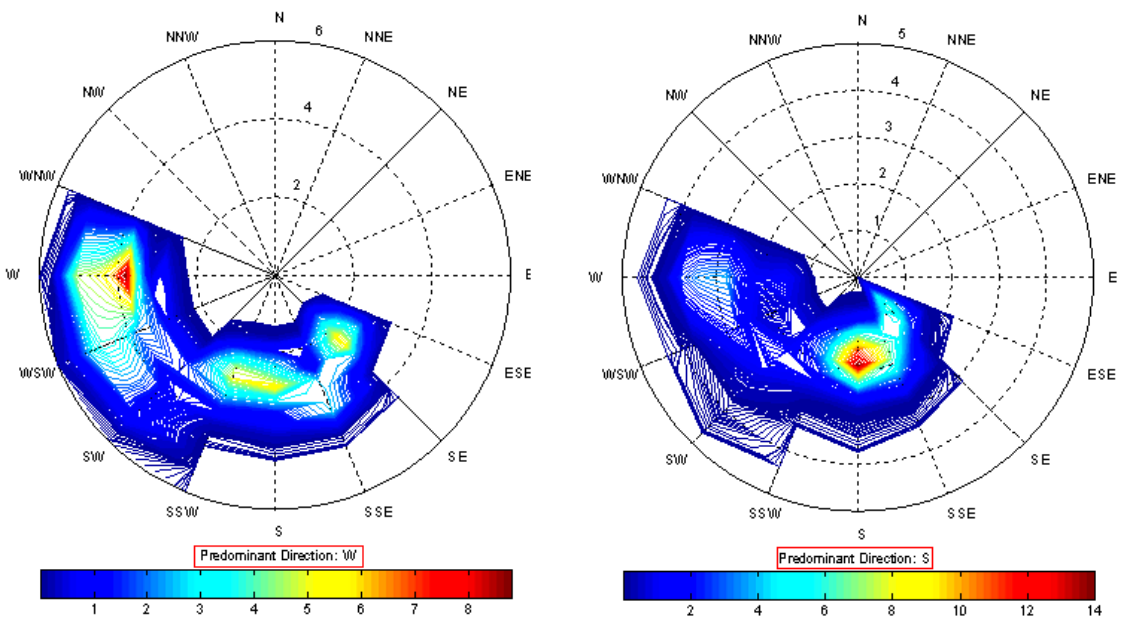 N
6
NNW
NNE
NW
NE
4
2
WNW
ENE
W
E
WSW
ESE
SW
SE
SSW
SSE
S
Predominant Direction: W
1 2 3 4 5 6 7 8
N
5
NNW
NNE
4
NW
NE
3
2
WNW
ENE
1
W
E
WSW
ESE
SW
SE
SSW
SSE
S
Predominant Direction: S
2 4 6 8 10 12 14